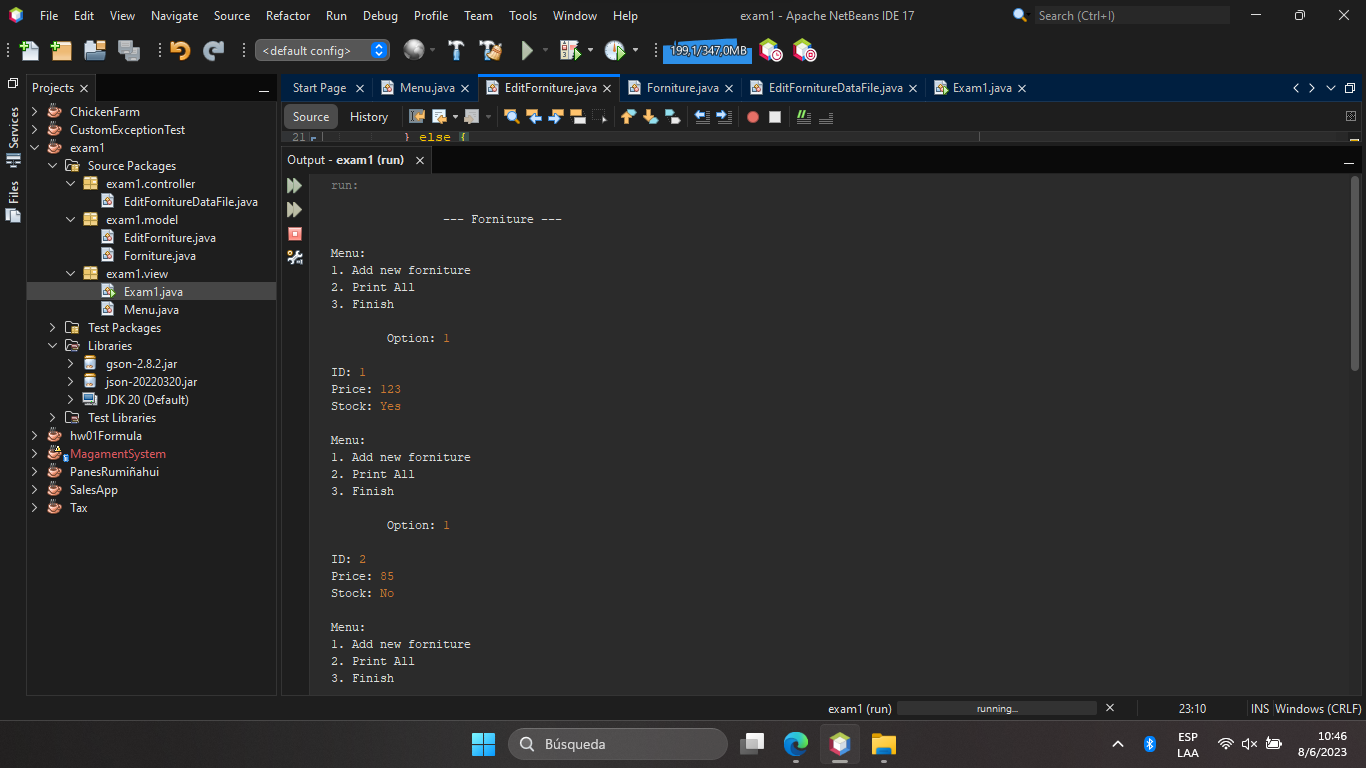 File Edit View Navigate Source Refactor Run Debug Profile Team Tools Window Help exam1 - Apache NetBeans IDE 17 Search (Ctrl+I)
<default config> 199,1/347,0MB
Projects Start Page Menu.java EditForniture.java Forniture.java EditFornitureDataFile.java Exam1.java
Services
Files
ChickenFarm
CustomExceptionTest
exam1
Source Packages
exam1.controller
EditFornitureDataFile.java
exam1.model
EditForniture.java
Forniture.java
exam1.view
Exam1.java
Menu.java
Test Packages
Libraries
gson-2.8.2.jar
json-20220320.jar
JDK 20 (Default)
Test Libraries
hw01Formula
MagamentSystem
PanesRumiñahui
SalesApp
Tax
Source History
21 } else {
Output - exam1 (run)
run:
--- Forniture ---
Menu:
1. Add new forniture
2. Print All
3. Finish
Option: 1
ID: 1
Price: 123
Stock: Yes
Menu:
1. Add new forniture
2. Print All
3. Finish
Option: 1
ID: 2
Price: 85
Stock: No
Menu:
1. Add new forniture
2. Print All
3. Finish
exam1 (run) running... 23:10 INS Windows (CRLF)
Búsqueda
ESP
LAA
10:46
8/6/2023